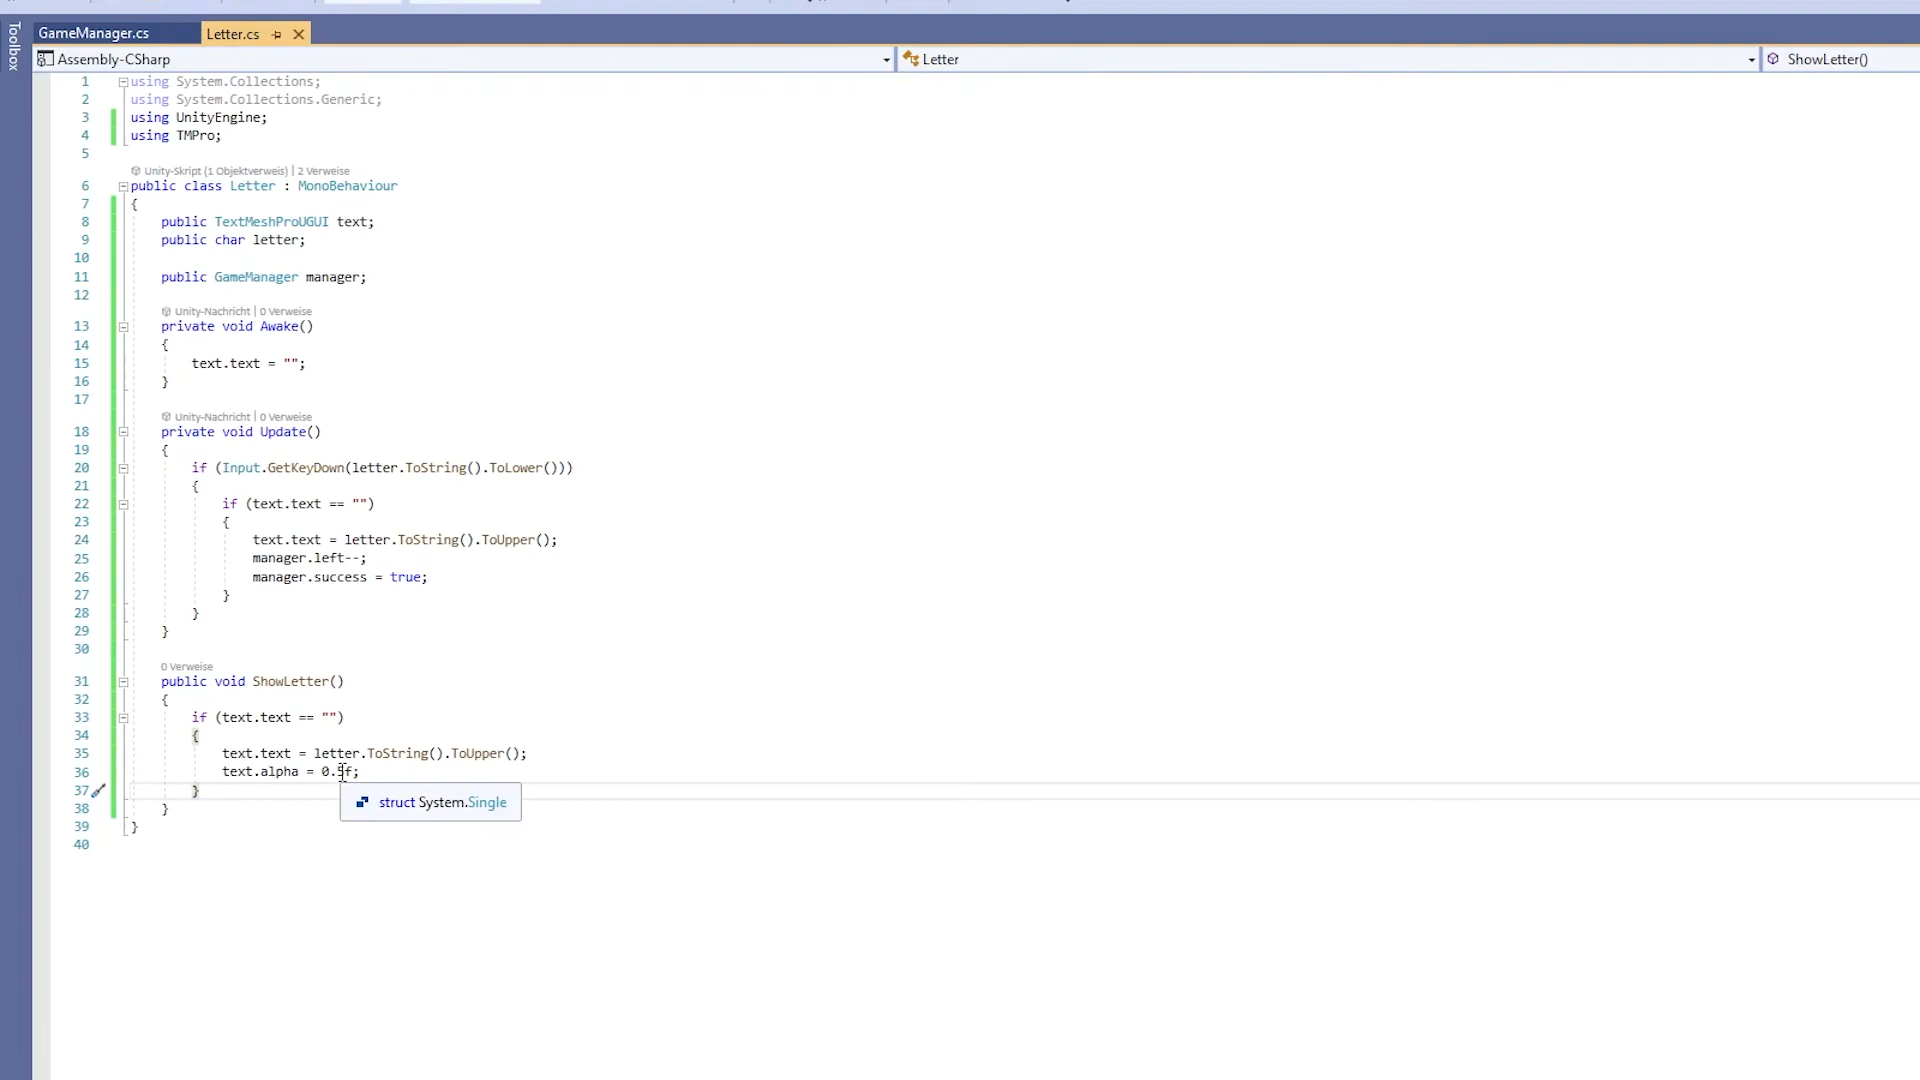 Toolbox
GameManager.cs
Letter.cs
Assembly-CSharp
Letter
ShowLetter()
1 using System.Collections;
2 using System.Collections.Generic;
3 using UnityEngine;
4 using TMPro;
5
Unity-Skript (1 Objektverweis) | 2 Verweise
6 public class Letter : MonoBehaviour
7 {
8 public TextMeshProUGUI text;
9 public char letter;
10
11 public GameManager manager;
12
Unity-Nachricht | 0 Verweise
13 private void Awake()
14 {
15 text.text = "";
16 }
17
Unity-Nachricht | 0 Verweise
18 private void Update()
19 {
20 if (Input.GetKeyDown(letter.ToString().ToLower()))
21 {
22 if (text.text == "")
23 {
24 text.text = letter.ToString().ToUpper();
25 manager.left--;
26 manager.success = true;
27 }
28 }
29 }
30
0 Verweise
31 public void ShowLetter()
32 {
33 if (text.text == "")
34 {
35 text.text = letter.ToString().ToUpper();
36 text.alpha = 0.5f;
37 }
struct System.Single
38 }
39 }
40